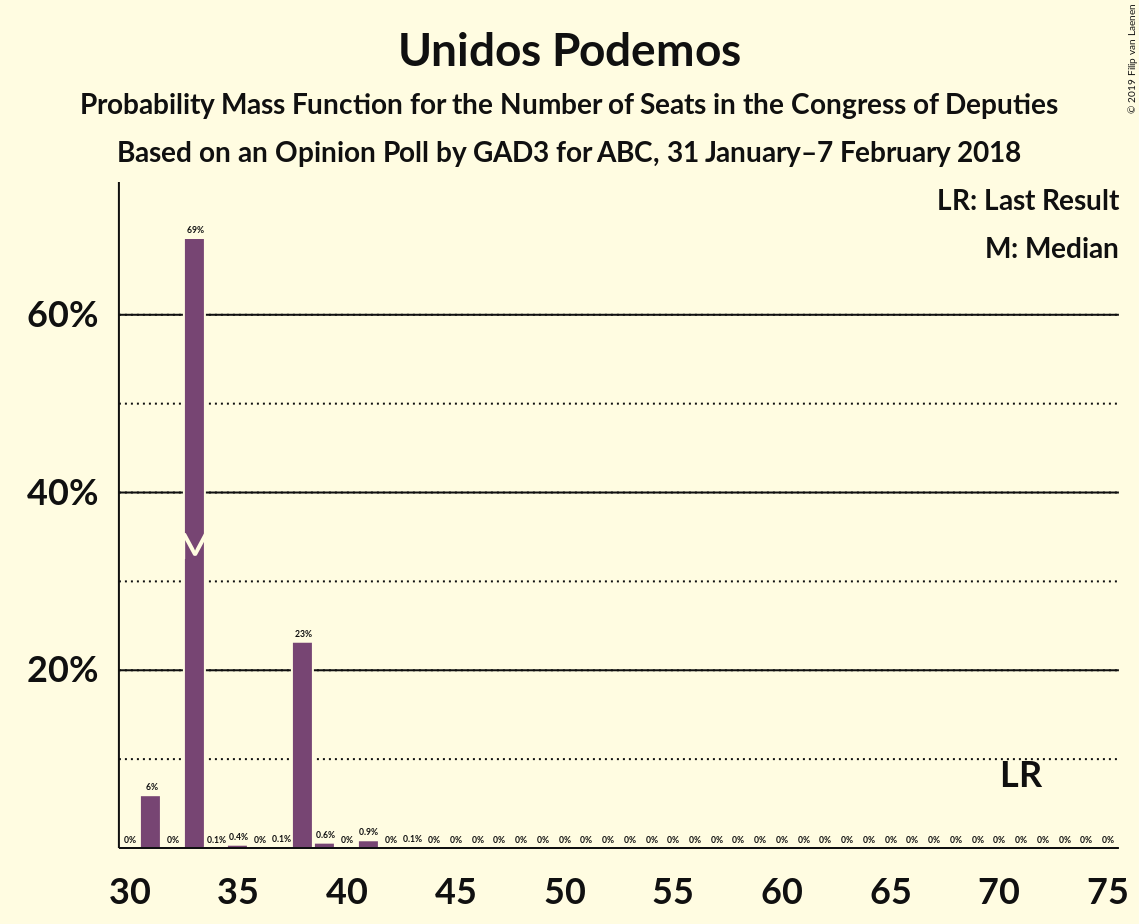 © 2019 Filip van Laenen
Unidos Podemos
Probability Mass Function for the Number of Seats in the Congress of Deputies
Based on an Opinion Poll by GAD3 for ABC, 31 January–7 February 2018
LR: Last Result
M: Median
69%
60%
40%
23%
20%
LR
6%
0% 0% 0.1% 0.4% 0% 0.1% 0.6% 0% 0.9% 0% 0.1% 0% 0% 0% 0% 0% 0% 0% 0% 0% 0% 0% 0% 0% 0% 0% 0% 0% 0% 0% 0% 0% 0% 0% 0% 0% 0% 0% 0% 0% 0% 0% 0%
30 35 40 45 50 55 60 65 70 75